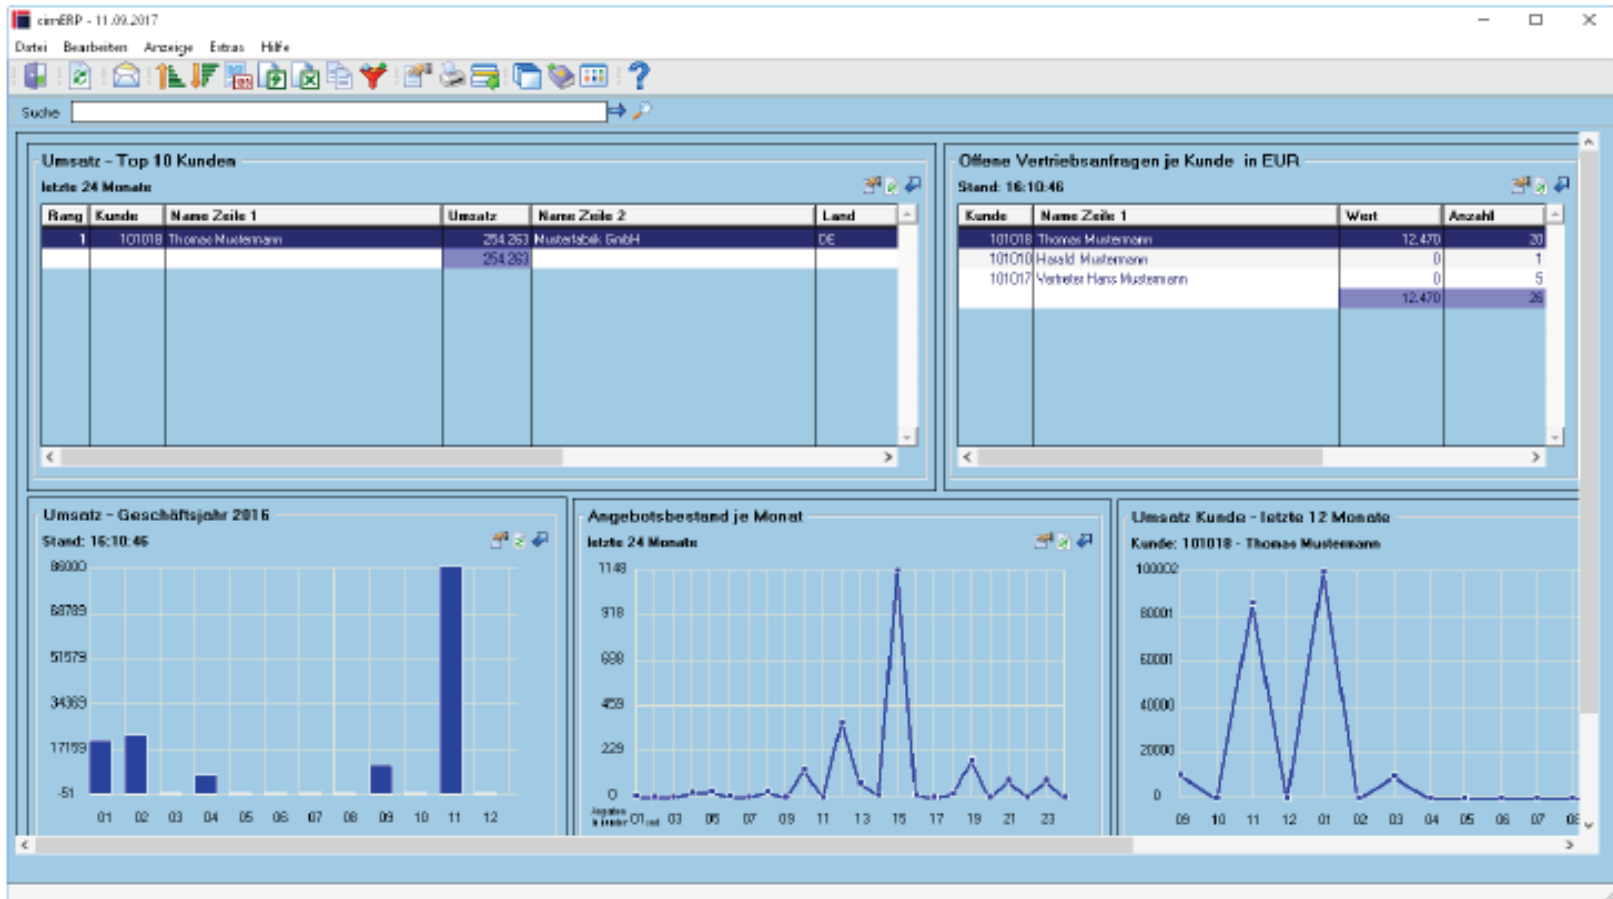 cimERP - 11.09.2017
Datei Bearbeiten Anzeige Extras Hilfe
Suche
Umsatz - Top 10 Kunden
letzte 24 Monate
Rang Kunde Name Zeile 1 Umsatz Name Zeile 2 Land
1 101018 Thomas Mustermann 254.263 Musterfabrik GmbH DE
254.263
Offene Vertriebsanfragen je Kunde in EUR
Stand: 16:10:46
Kunde Name Zeile 1 Wert Anzahl
101018 Thomas Mustermann 12.470 20
101010 Harald Mustermann 0 1
101017 Vertreter Hans Mustermann 0 5
12.470 26
Umsatz - Geschäftsjahr 2016
Stand: 16:10:46
86000
68789
51579
34369
17159
-51
01 02 03 04 05 06 07 08 09 10 11 12
Angebotsbestand je Monat
letzte 24 Monate
1148
918
688
459
229
0
01 03 05 07 09 11 13 15 17 19 21 23
Umsatz Kunde - letzte 12 Monate
Kunde: 101018 - Thomas Mustermann
100002
80001
60001
40000
20000
0
09 10 11 12 01 02 03 04 05 06 07 08